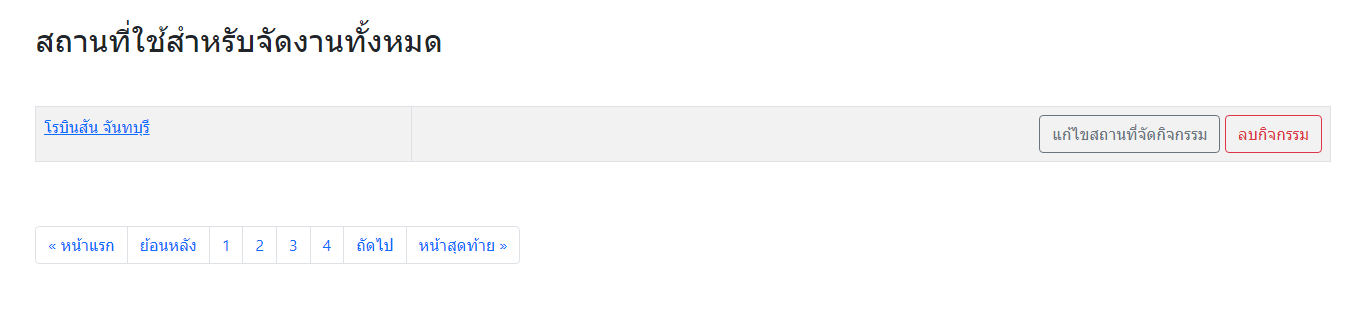 สถานที่ใช้สำหรับจัดงานทั้งหมด
โรบินสัน จันทบุรี แก้ไขสถานที่จัดกิจกรรม ลบกิจกรรม
« หน้าแรก ย้อนหลัง 1 2 3 4 ถัดไป หน้าสุดท้าย »